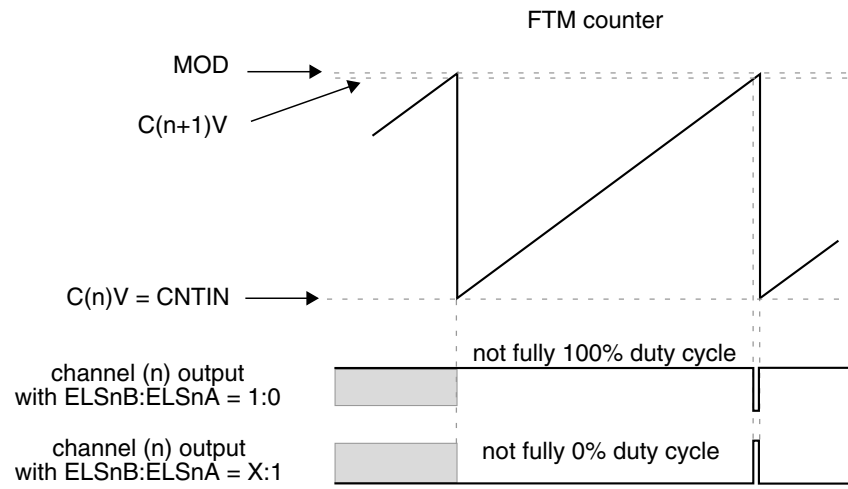 FTM counter
MOD
C(n+1)V
C(n)V = CNTIN
not fully 100% duty cycle
channel (n) output
with ELSnB:ELSnA = 1:0
channel (n) output
not fully 0% duty cycle
with ELSnB:ELSnA = X:1